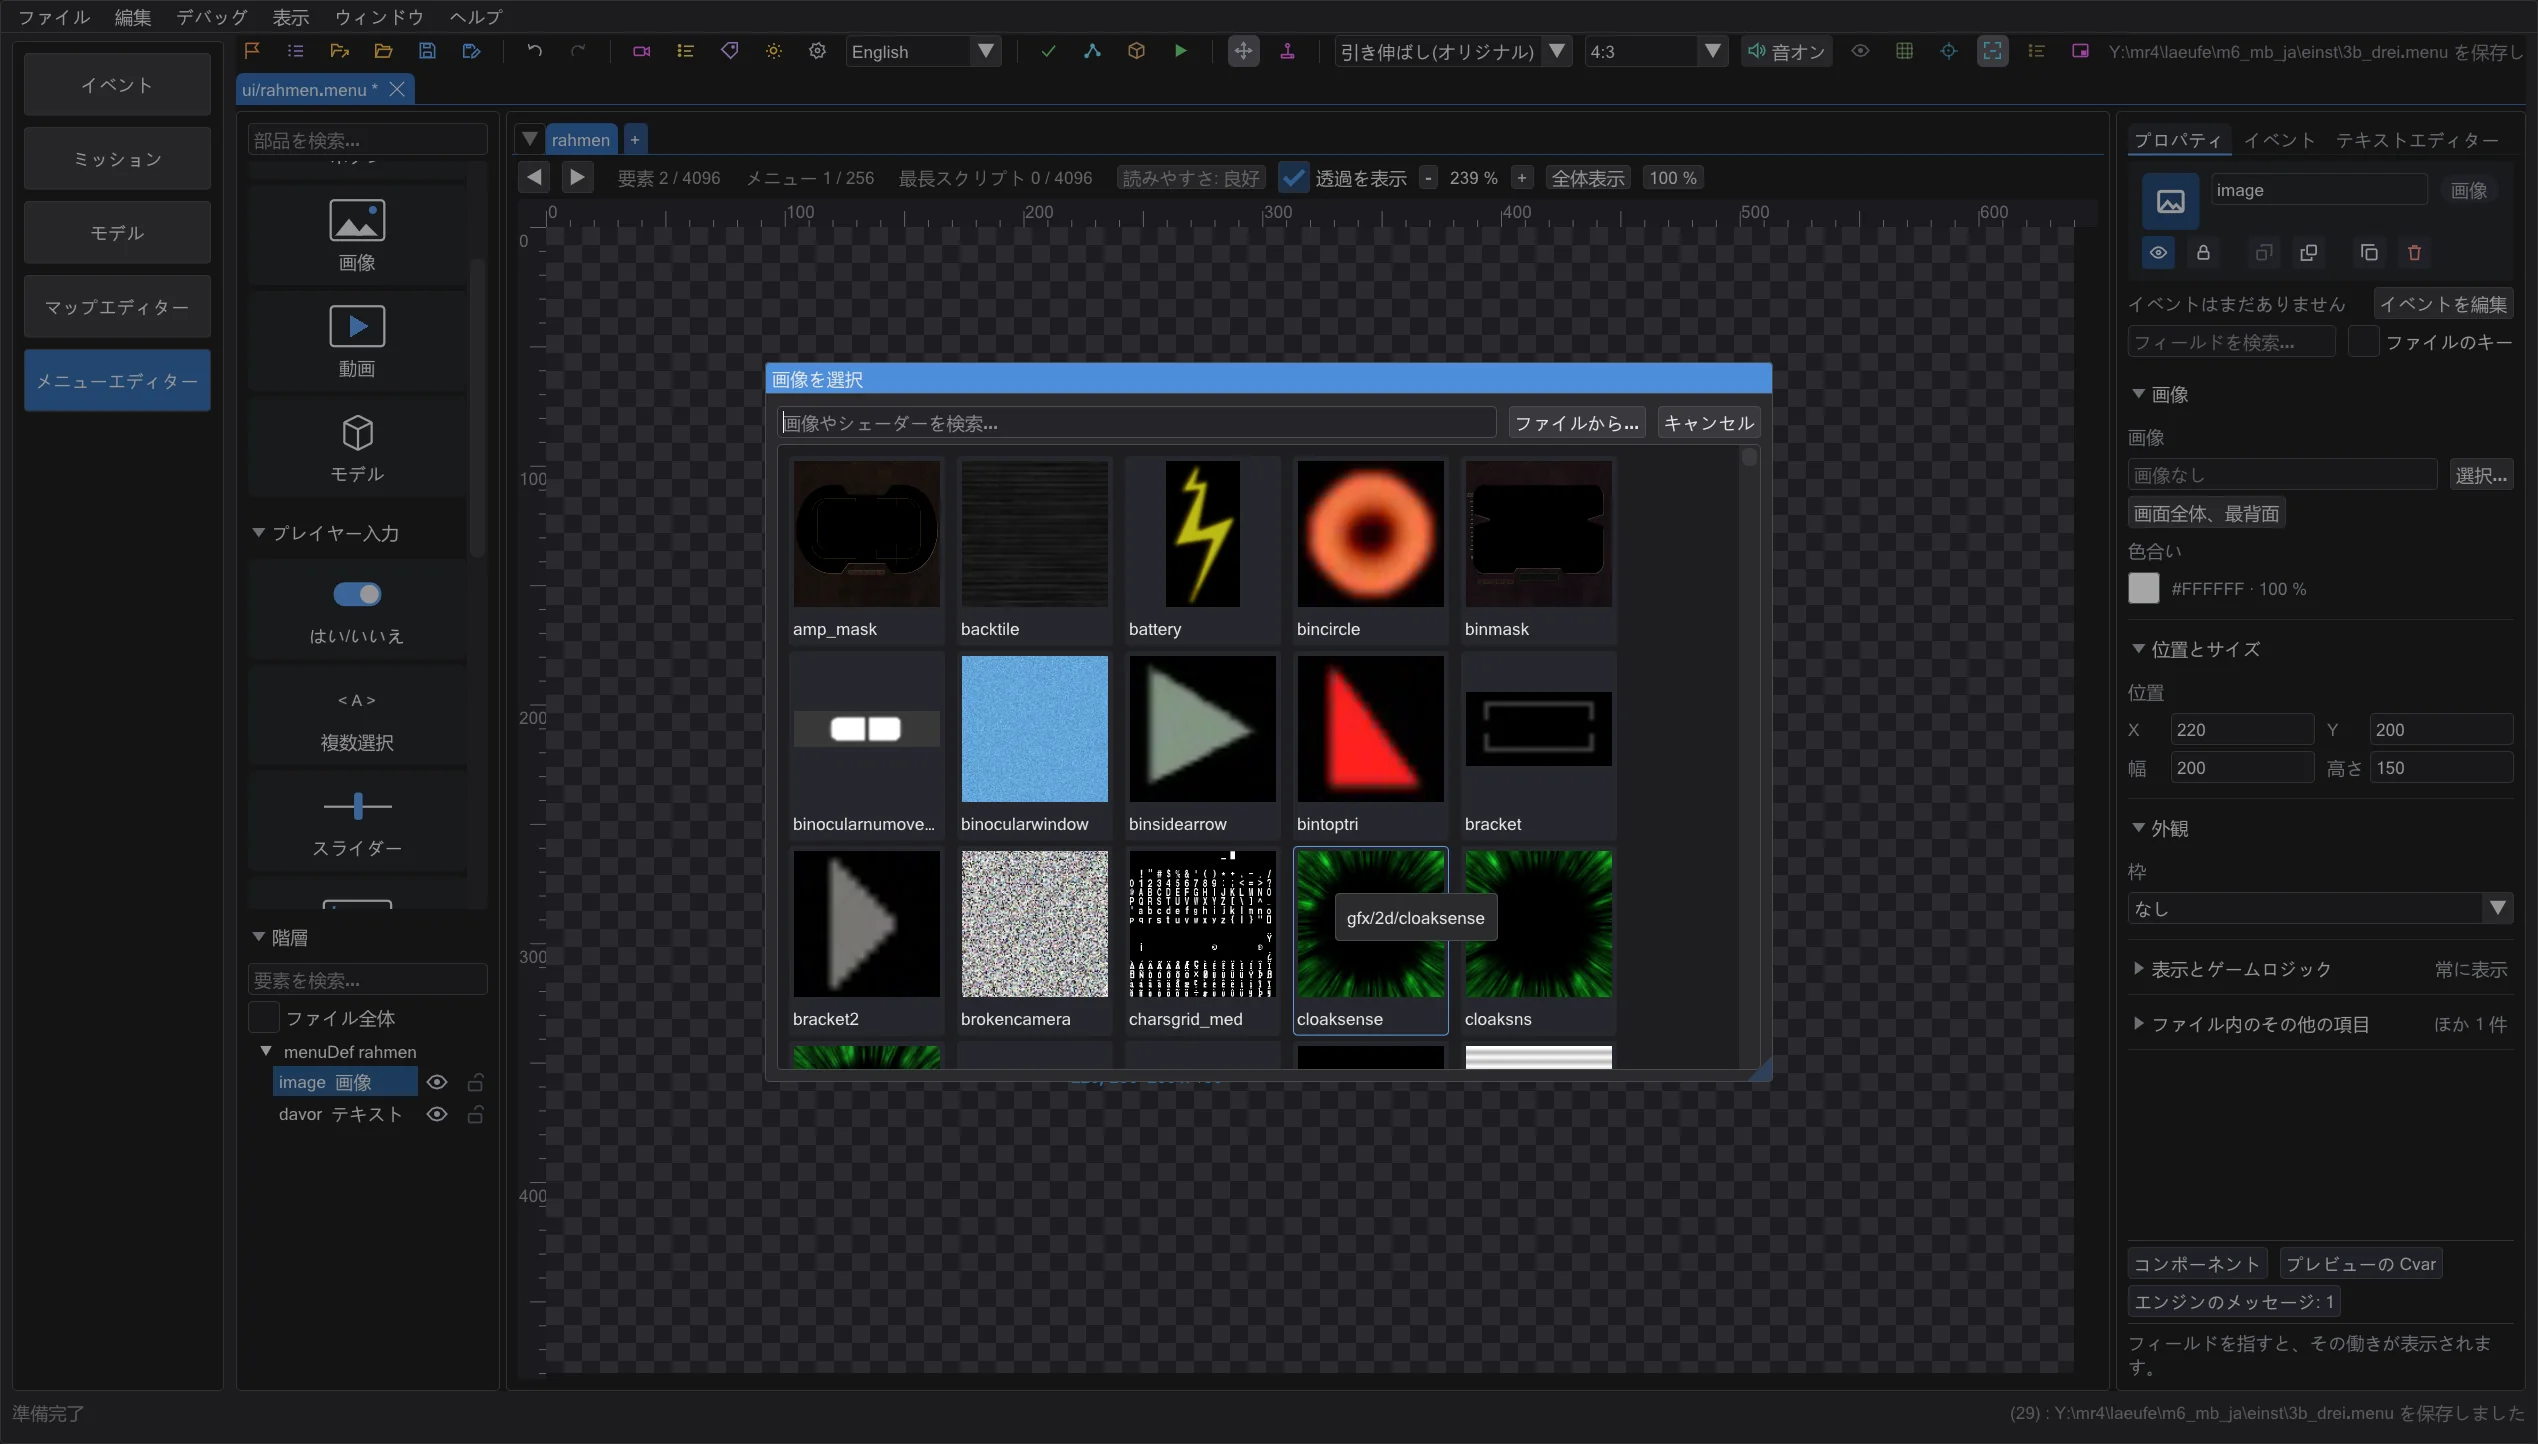 ファイル 編集 デバッグ 表示 ウィンドウ ヘルプ
English 引き伸ばし(オリジナル) 4:3 音オン Y:\mr4\laeufe\m6_mb_ja\einst\3b_drei.menu を保存し
ui/rahmen.menu *
イベント
ミッション
モデル
マップエディター
メニューエディター
部品を検索...
画像
動画
モデル
プレイヤー入力
はい/いいえ
< A >
複数選択
スライダー
階層
要素を検索...
ファイル全体
menuDef rahmen
image 画像
davor テキスト
rahmen +
要素 2 / 4096 メニュー 1 / 256 最長スクリプト 0 / 4096 読みやすさ: 良好 透過を表示 - 239 % + 全体表示 100 %
0 100 200 300 400 500 600
0
100
200
300
400
画像を選択
画像やシェーダーを検索... ファイルから... キャンセル
amp_mask backtile battery bincircle binmask
binocularnumove... binocularwindow binsidearrow bintoptri bracket
bracket2 brokencamera charsgrid_med cloaksense cloaksns
gfx/2d/cloaksense
プロパティ イベント テキストエディター
image 画像
イベントはまだありません イベントを編集
フィールドを検索... ファイルのキー
画像
画像
画像なし 選択...
画面全体、最背面
色合い
#FFFFFF · 100 %
位置とサイズ
位置
X 220 Y 200
幅 200 高さ 150
外観
枠
なし
表示とゲームロジック 常に表示
ファイル内のその他の項目 ほか 1 件
コンポーネント プレビューの Cvar
エンジンのメッセージ: 1
フィールドを指すと、その働きが表示されま
す。
準備完了 (29) : Y:\mr4\laeufe\m6_mb_ja\einst\3b_drei.menu を保存しました